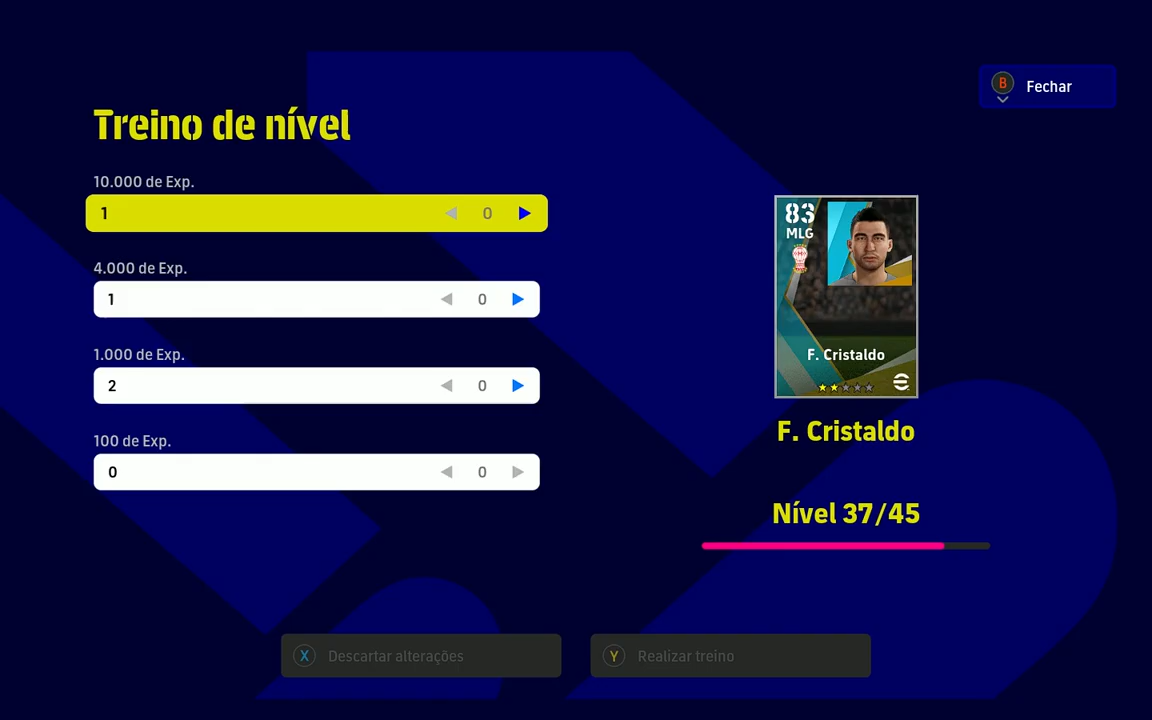 B Fechar
Treino de nível
10.000 de Exp.
1 0
4.000 de Exp.
1 0
1.000 de Exp.
2 0
100 de Exp.
0 0
83
MLG
F. Cristaldo
F. Cristaldo
Nível 37/45
X Descartar alterações
Y Realizar treino